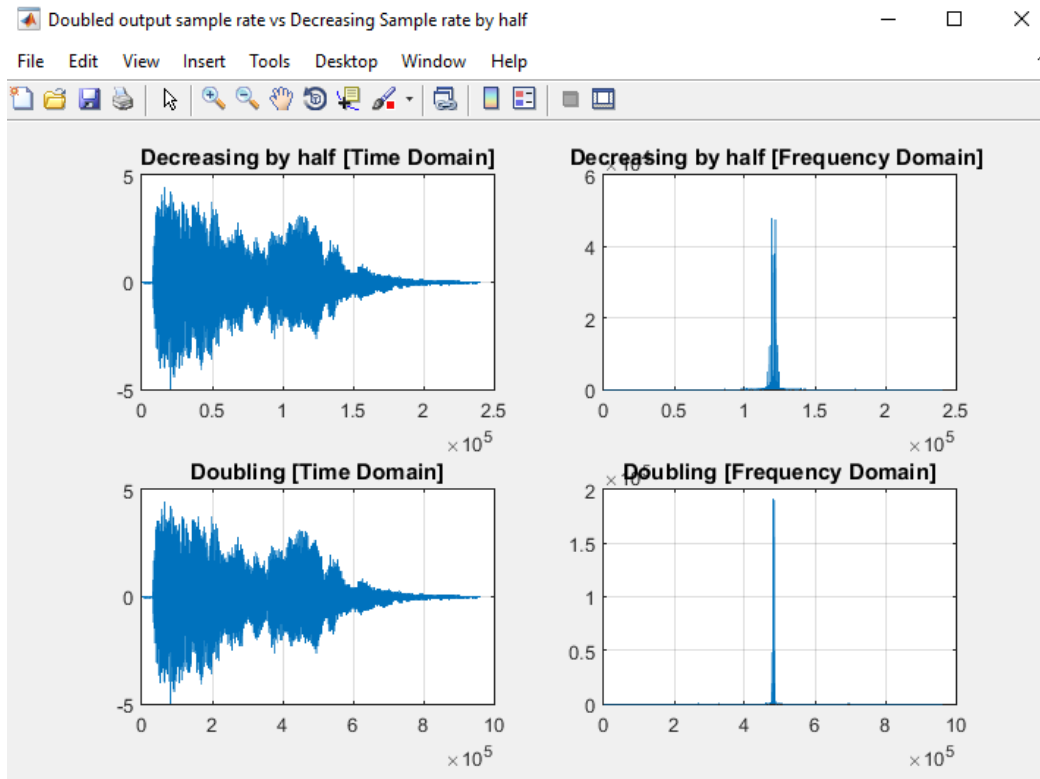 Doubled output sample rate vs Decreasing Sample rate by half
File Edit View Insert Tools Desktop Window Help
Decreasing by half [Time Domain]
5
0
-5
0 0.5 1 1.5 2 2.5
×10^5
Decreasing by half [Frequency Domain]
6
4
2
0
0 0.5 1 1.5 2 2.5
×10^5
Doubling [Time Domain]
5
0
-5
0 2 4 6 8 10
×10^5
Doubling [Frequency Domain]
2
1.5
1
0.5
0
0 2 4 6 8 10
×10^5